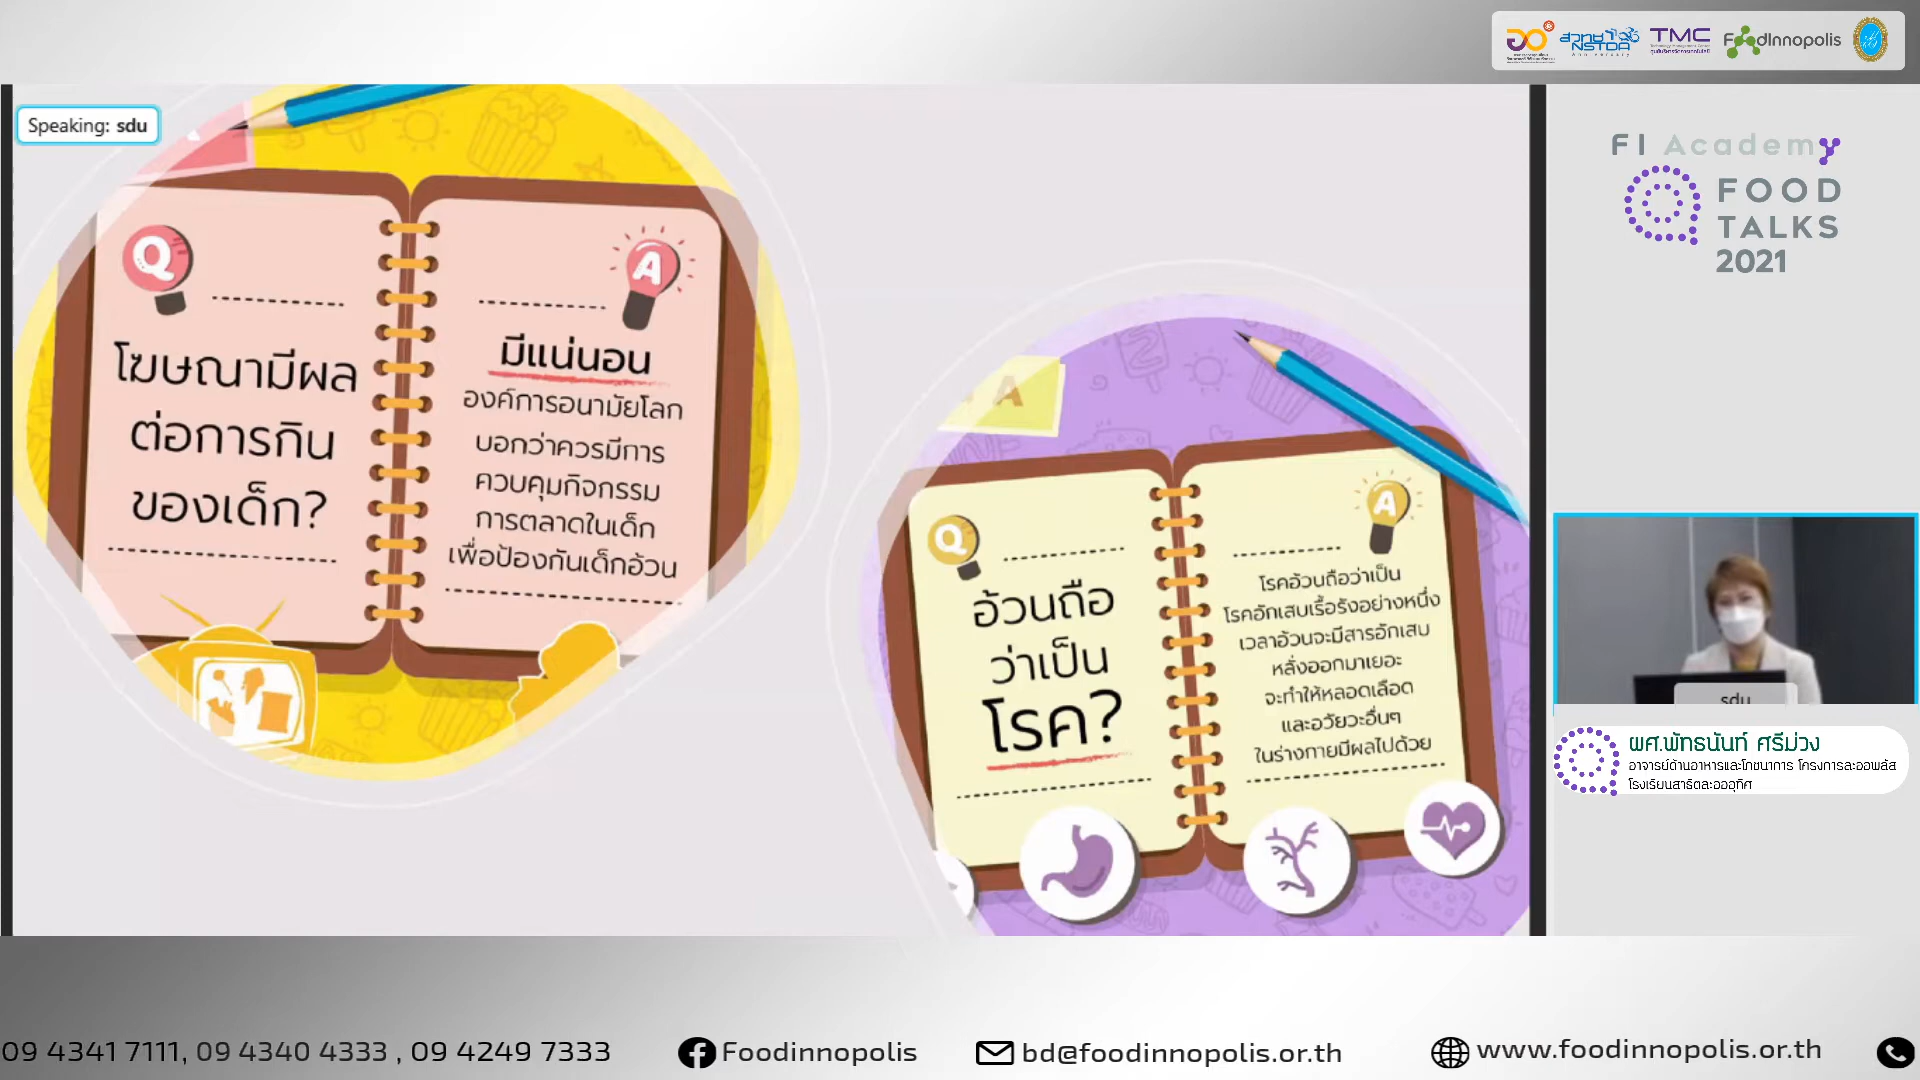 NSTDA
TMC
FoodInnopolis
Speaking: sdu
FI Academy
FOOD
TALKS
2021
Q
โฆษณามีผล
ต่อการกิน
ของเด็ก?
A
มีแน่นอน
องค์การอนามัยโลก
บอกว่าควรมีการ
ควบคุมกิจกรรม
การตลาดในเด็ก
เพื่อป้องกันเด็กอ้วน
A
Q
อ้วนถือ
ว่าเป็น
โรค?
A
โรคอ้วนถือว่าเป็น
โรคอักเสบเรื้อรังอย่างหนึ่ง
เวลาอ้วนจะมีสารอักเสบ
หลั่งออกมาเยอะ
จะทำให้หลอดเลือด
และอวัยวะอื่นๆ
ในร่างกายมีผลไปด้วย
sdu
ผศ.พัทธนันท์ ศรีม่วง
อาจารย์ด้านอาหารและโภชนาการ โครงการละออพลัส
โรงเรียนสาธิตละอออุทิศ
09 4341 7111, 09 4340 4333 , 09 4249 7333
Foodinnopolis
bd@foodinnopolis.or.th
www.foodinnopolis.or.th